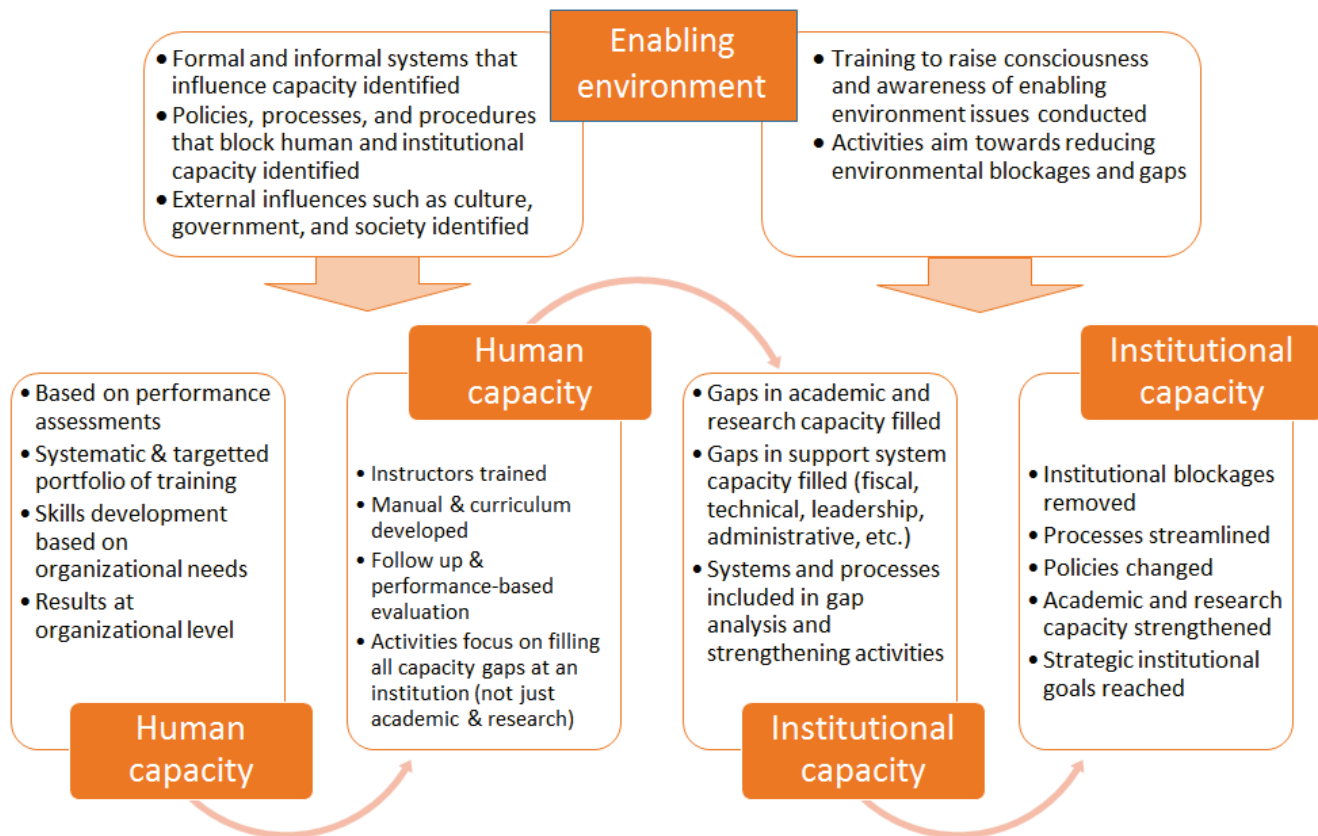 Enabling
environment
• Formal and informal systems that
influence capacity identified
• Policies, processes, and procedures
that block human and institutional
capacity identified
• External influences such as culture,
government, and society identified
• Training to raise consciousness
and awareness of enabling
environment issues conducted
• Activities aim towards reducing
environmental blockages and gaps
• Based on performance
assessments
• Systematic & targetted
portfolio of training
• Skills development
based on
organizational needs
• Results at
organizational level
Human
capacity
Human
capacity
• Instructors trained
• Manual & curriculum
developed
• Follow up &
performance-based
evaluation
• Activities focus on filling
all capacity gaps at an
institution (not just
academic & research)
• Gaps in academic and
research capacity filled
• Gaps in support system
capacity filled (fiscal,
technical, leadership,
administrative, etc.)
• Systems and processes
included in gap
analysis and
strengthening activities
Institutional
capacity
Institutional
capacity
• Institutional blockages
removed
• Processes streamlined
• Policies changed
• Academic and research
capacity strengthened
• Strategic institutional
goals reached